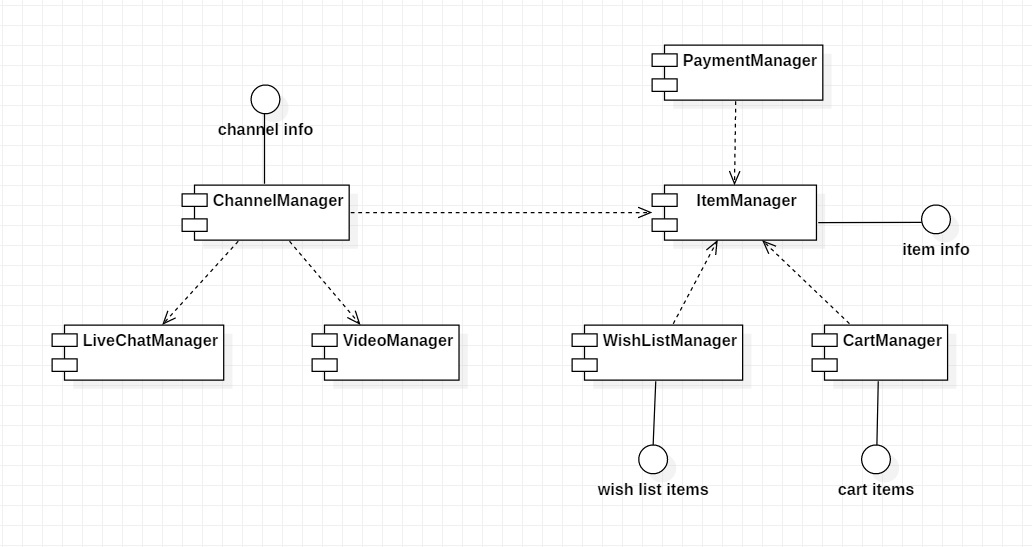 PaymentManager
channel info
ChannelManager
ItemManager
item info
LiveChatManager
VideoManager
WishListManager
CartManager
wish list items
cart items